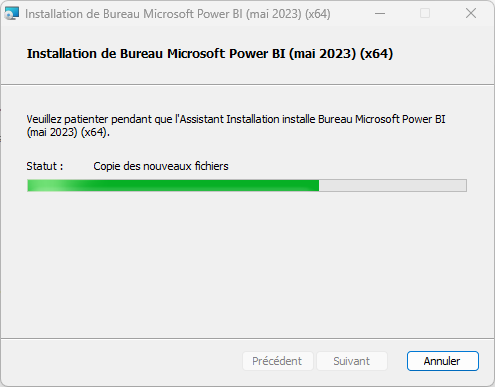 Installation de Bureau Microsoft Power BI (mai 2023) (x64)
Installation de Bureau Microsoft Power BI (mai 2023) (x64)
Veuillez patienter pendant que l'Assistant Installation installe Bureau Microsoft Power BI
(mai 2023) (x64).
Statut : Copie des nouveaux fichiers
Précédent Suivant Annuler